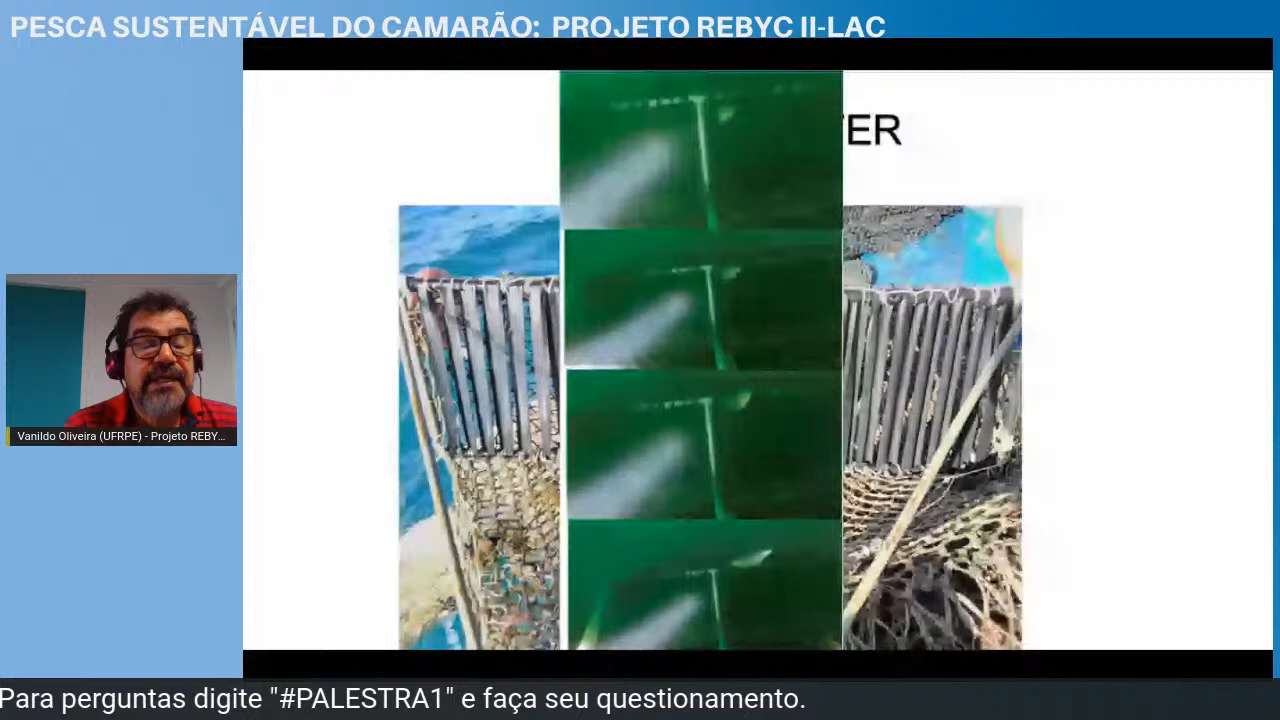 PESCA SUSTENTÁVEL DO CAMARÃO: PROJETO REBYC II-LAC
ER
Vanildo Oliveira (UFRPE) - Projeto REBY...
Para perguntas digite "#PALESTRA1" e faça seu questionamento.